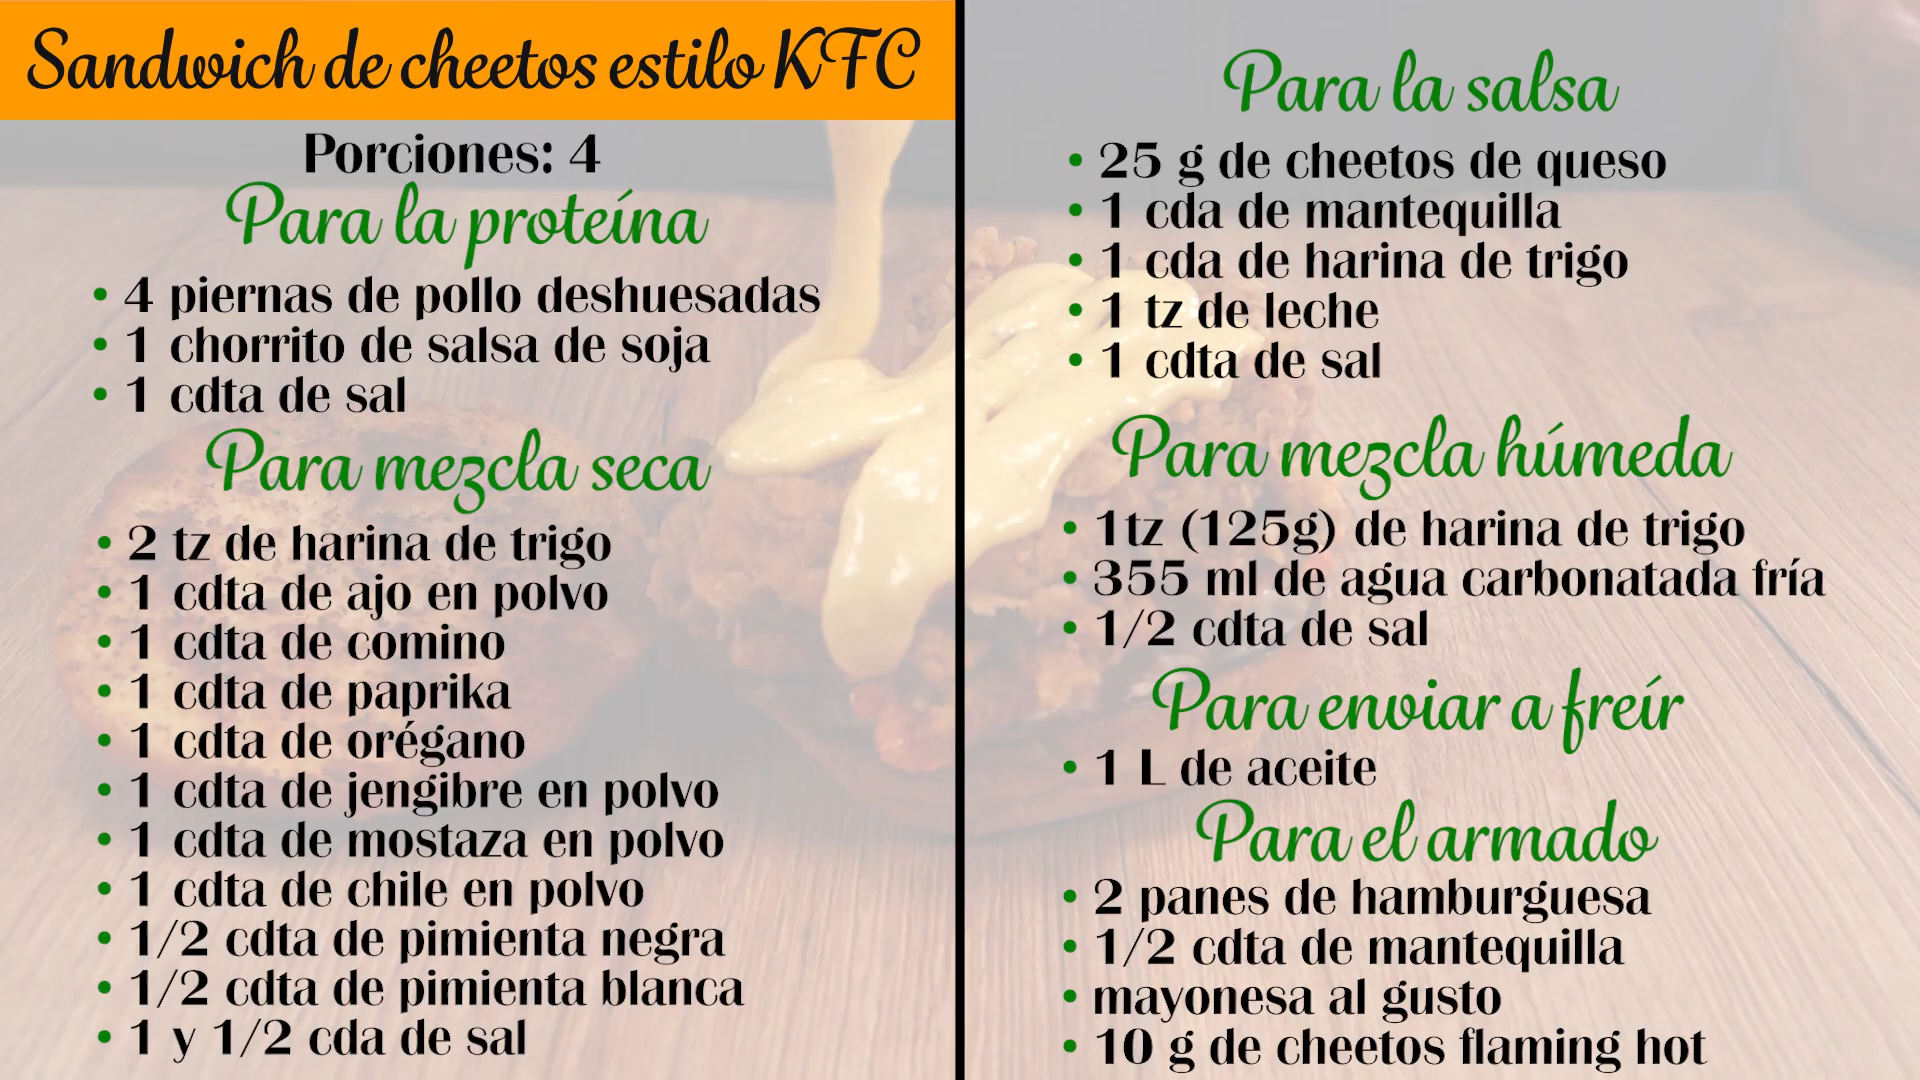 Sandwich de cheetos estilo KFC
Porciones: 4
Para la proteína
• 4 piernas de pollo deshuesadas
• 1 chorrito de salsa de soja
• 1 cdta de sal
Para mezcla seca
• 2 tz de harina de trigo
• 1 cdta de ajo en polvo
• 1 cdta de comino
• 1 cdta de paprika
• 1 cdta de orégano
• 1 cdta de jengibre en polvo
• 1 cdta de mostaza en polvo
• 1 cdta de chile en polvo
• 1/2 cdta de pimienta negra
• 1/2 cdta de pimienta blanca
• 1 y 1/2 cda de sal
Para la salsa
• 25 g de cheetos de queso
• 1 cda de mantequilla
• 1 cda de harina de trigo
• 1 tz de leche
• 1 cdta de sal
Para mezcla húmeda
• 1tz (125g) de harina de trigo
• 355 ml de agua carbonatada fría
• 1/2 cdta de sal
Para enviar a freír
• 1 L de aceite
Para el armado
• 2 panes de hamburguesa
• 1/2 cdta de mantequilla
• mayonesa al gusto
• 10 g de cheetos flaming hot